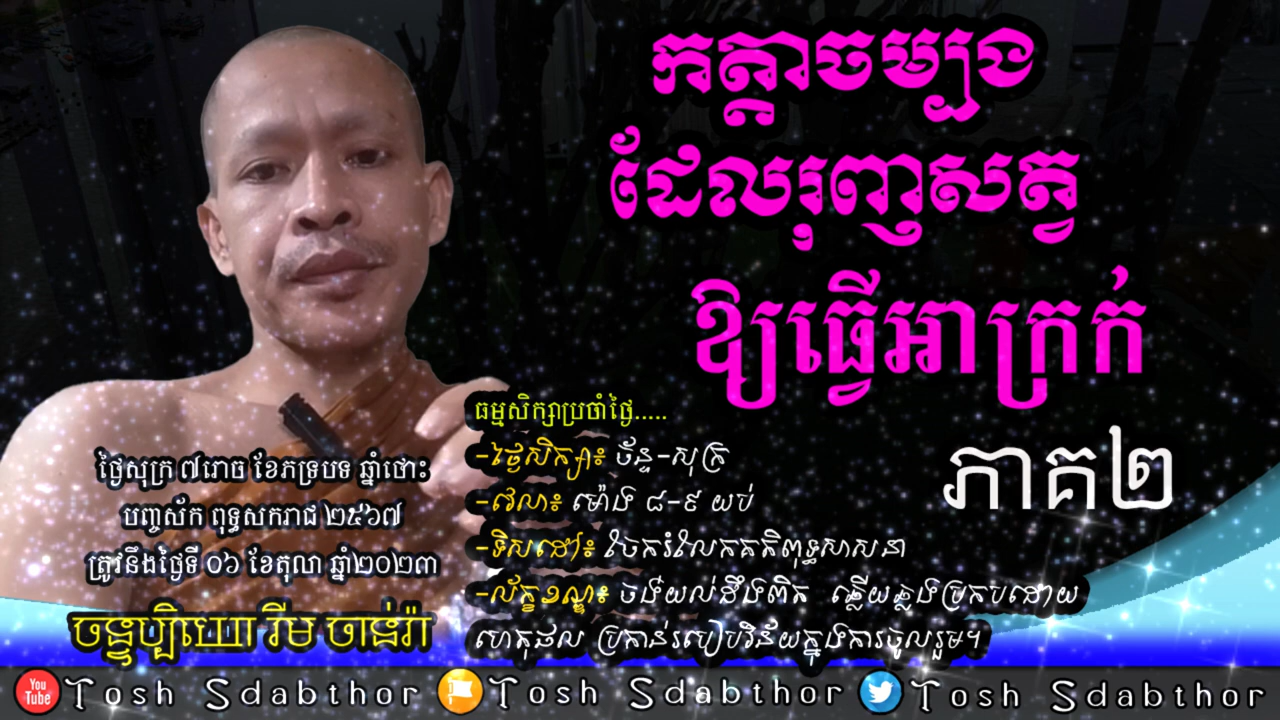 កត្តាចម្បង
ដែលរុញសត្វ
ឱ្យធ្វើអាក្រក់
ភាគ២
ធម្មសិក្សាប្រចាំថ្ងៃ.....
-ថ្ងៃសិក្សា៖ ច័ន្ទ-សុក្រ
-វេលា៖ ម៉ោង ៨-៩ យប់
-ទិសដៅ៖ ចែករំលែកគតិពុទ្ធសាសនា
-ល័ក្ខខណ្ឌ៖ ចង់យល់ដឹងពិត ឆ្លើយឆ្លងប្រកបដោយ
ហេតុផល ប្រកាន់របៀបវិន័យក្នុងការចូលរួម។
ថ្ងៃសុក្រ ៧រោច ខែភទ្របទ ឆ្នាំថោះ
បញ្ចស័ក ពុទ្ធសករាជ ២៥៦៧
ត្រូវនឹងថ្ងៃទី ០៦ ខែតុលា ឆ្នាំ២០២៣
ចន្ទប្បិយោ រីម ចាន់រ៉ា
You Tube Tosh Sdabthor Tosh Sdabthor Tosh Sdabthor